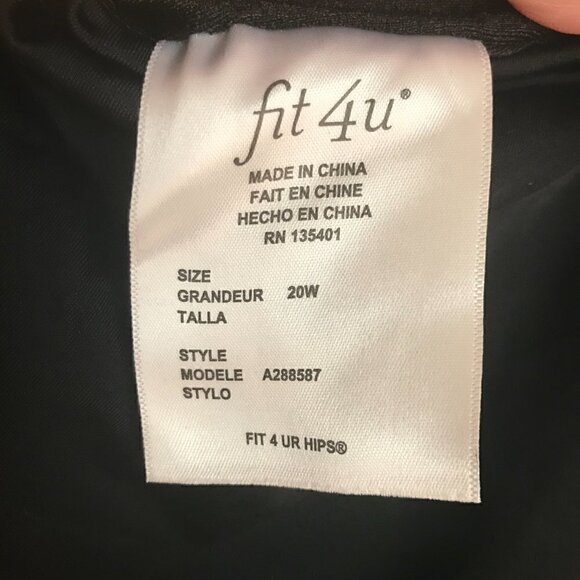 fit 4u®
MADE IN CHINA
FAIT EN CHINE
HECHO EN CHINA
RN 135401
SIZE
GRANDEUR 20W
TALLA
STYLE
MODELE A288587
STYLO
FIT 4 UR HIPS®